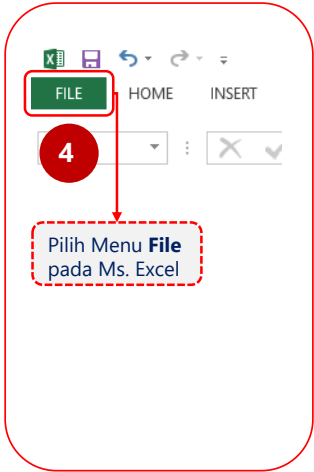 FILE HOME INSERT
4
Pilih Menu File
pada Ms. Excel